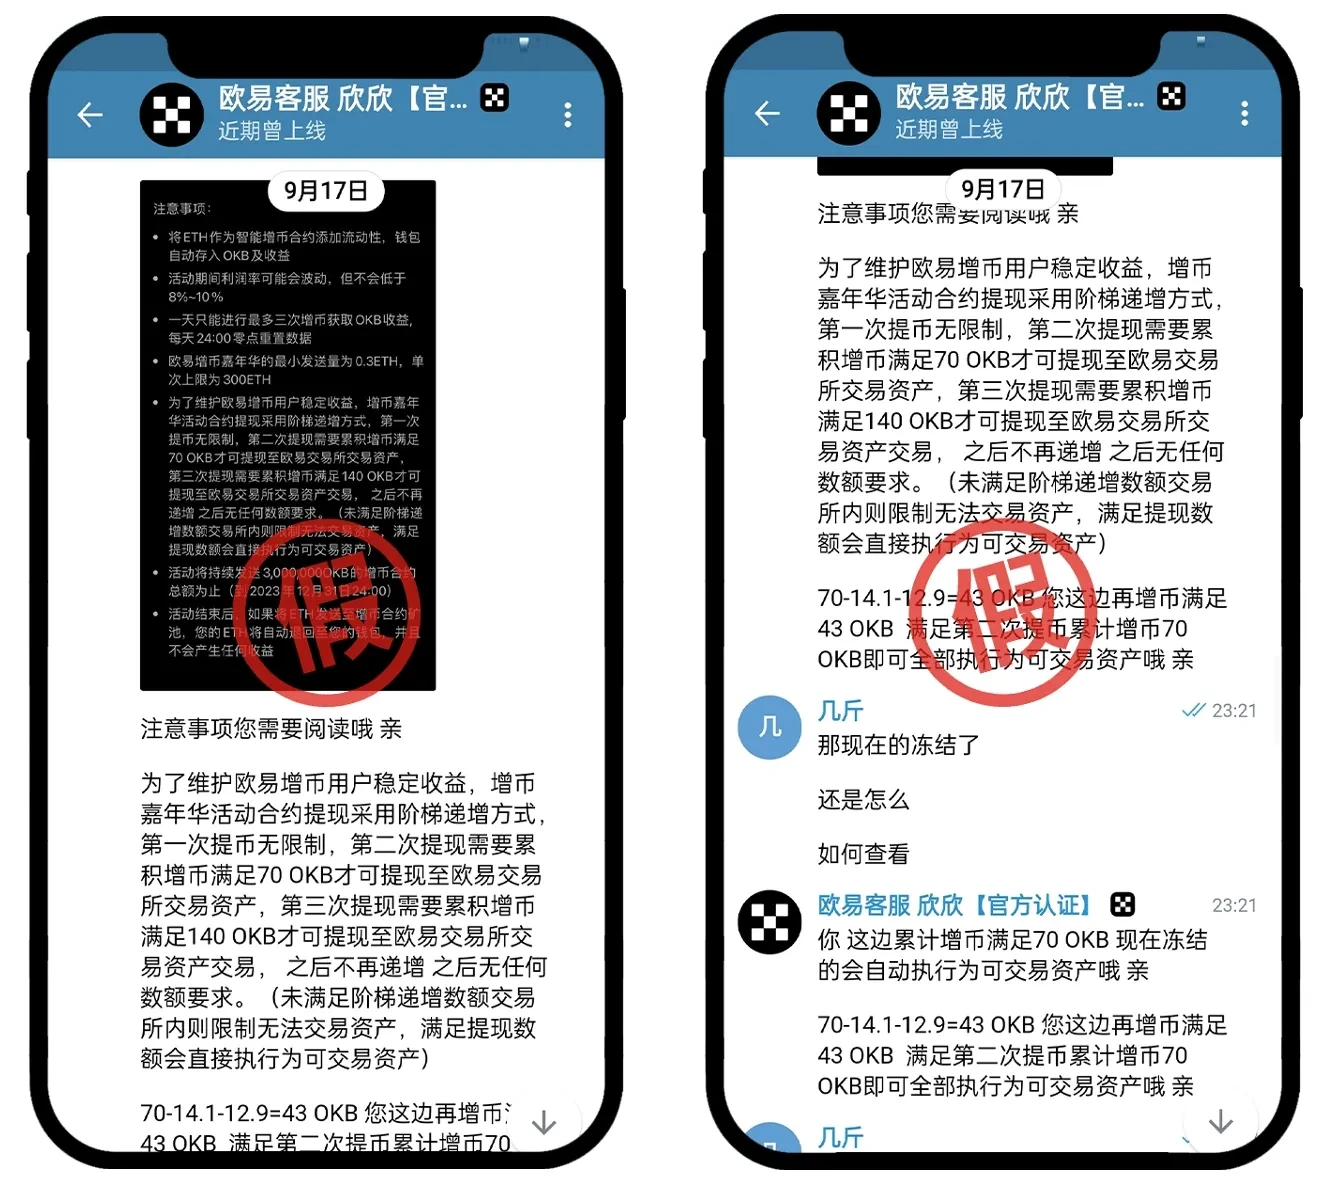 欧易客服 欣欣【官...
近期曾上线
9月17日
注意事项:
• 将ETH作为智能增币合约添加流动性, 钱包
自动存入OKB及收益
• 活动期间利润率可能会波动, 但不会低于
8%~10%
• 一天只能进行最多三次增币获取OKB收益,
每天24:00零点重置数据
• 欧易增币嘉年华的最小发送量为0.3ETH, 单
次上限为300ETH
• 为了维护欧易增币用户稳定收益, 增币嘉年
华活动合约提现采用阶梯递增方式, 第一次
提币无限制, 第二次提现需要累积增币满足
70 OKB才可提现至欧易交易所交易资产,
第三次提现需要累积增币满足140 OKB才可
提现至欧易交易所交易资产交易, 之后不再
递增 之后无任何数额要求。(未满足阶梯递
增数额交易所内则限制无法交易资产, 满足
提现数额会直接执行为可交易资产)
• 活动将持续发送3,000,000OKB的增币合约
总额为止 (到2023年12月31日24:00)
• 活动结束后, 如果将ETH发送至增币合约矿
池, 您的ETH将自动退回至您的钱包, 并且
不会产生任何收益
假
注意事项您需要阅读哦 亲
为了维护欧易增币用户稳定收益, 增币
嘉年华活动合约提现采用阶梯递增方式,
第一次提币无限制, 第二次提现需要累
积增币满足70 OKB才可提现至欧易交易
所交易资产, 第三次提现需要累积增币
满足140 OKB才可提现至欧易交易所交
易资产交易, 之后不再递增 之后无任何
数额要求。(未满足阶梯递增数额交易
所内则限制无法交易资产, 满足提现数
额会直接执行为可交易资产)
70-14.1-12.9=43 OKB 您这边再增币
43 OKB 满足第二次提币累计增币70
欧易客服 欣欣【官...
近期曾上线
9月17日
注意事项您需要阅读哦 亲
为了维护欧易增币用户稳定收益, 增币
嘉年华活动合约提现采用阶梯递增方式,
第一次提币无限制, 第二次提现需要累
积增币满足70 OKB才可提现至欧易交易
所交易资产, 第三次提现需要累积增币
满足140 OKB才可提现至欧易交易所交
易资产交易, 之后不再递增 之后无任何
数额要求。(未满足阶梯递增数额交易
所内则限制无法交易资产, 满足提现数
额会直接执行为可交易资产)
70-14.1-12.9=43 OKB 您这边再增币满足
43 OKB 满足第二次提币累计增币70
OKB即可全部执行为可交易资产哦 亲
假
几
几斤
23:21
那现在的冻结了
还是怎么
如何查看
欧易客服 欣欣【官方认证】
23:21
你 这边累计增币满足70 OKB 现在冻结
的会自动执行为可交易资产哦 亲
70-14.1-12.9=43 OKB 您这边再增币满足
43 OKB 满足第二次提币累计增币70
OKB即可全部执行为可交易资产哦 亲
几斤